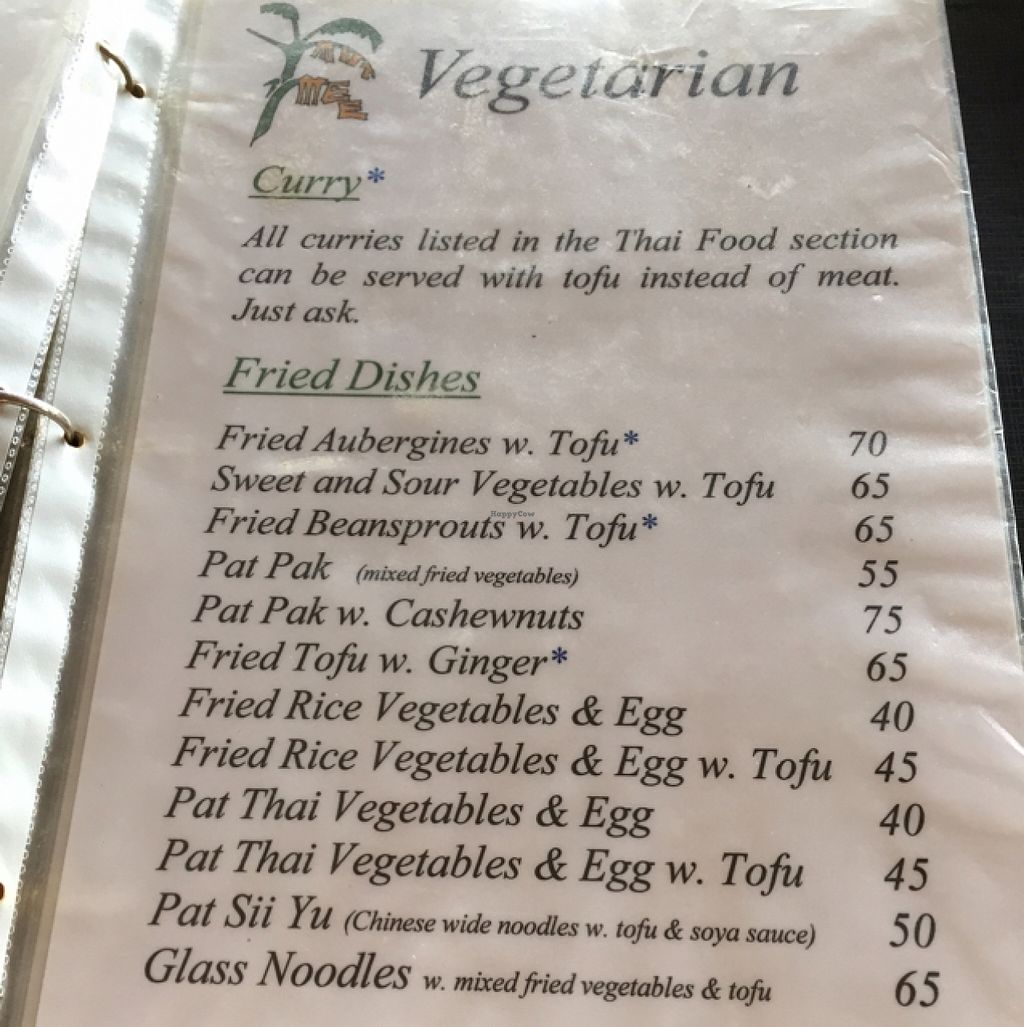 HUT
MEE
Vegetarian
Curry*
All curries listed in the Thai Food section
can be served with tofu instead of meat.
Just ask.
Fried Dishes
Fried Aubergines w. Tofu* 70
Sweet and Sour Vegetables w. Tofu 65
HappyCow
Fried Beansprouts w. Tofu* 65
Pat Pak (mixed fried vegetables) 55
Pat Pak w. Cashewnuts 75
Fried Tofu w. Ginger* 65
Fried Rice Vegetables & Egg 40
Fried Rice Vegetables & Egg w. Tofu 45
Pat Thai Vegetables & Egg 40
Pat Thai Vegetables & Egg w. Tofu 45
Pat Sii Yu (Chinese wide noodles w. tofu & soya sauce) 50
Glass Noodles w. mixed fried vegetables & tofu 65